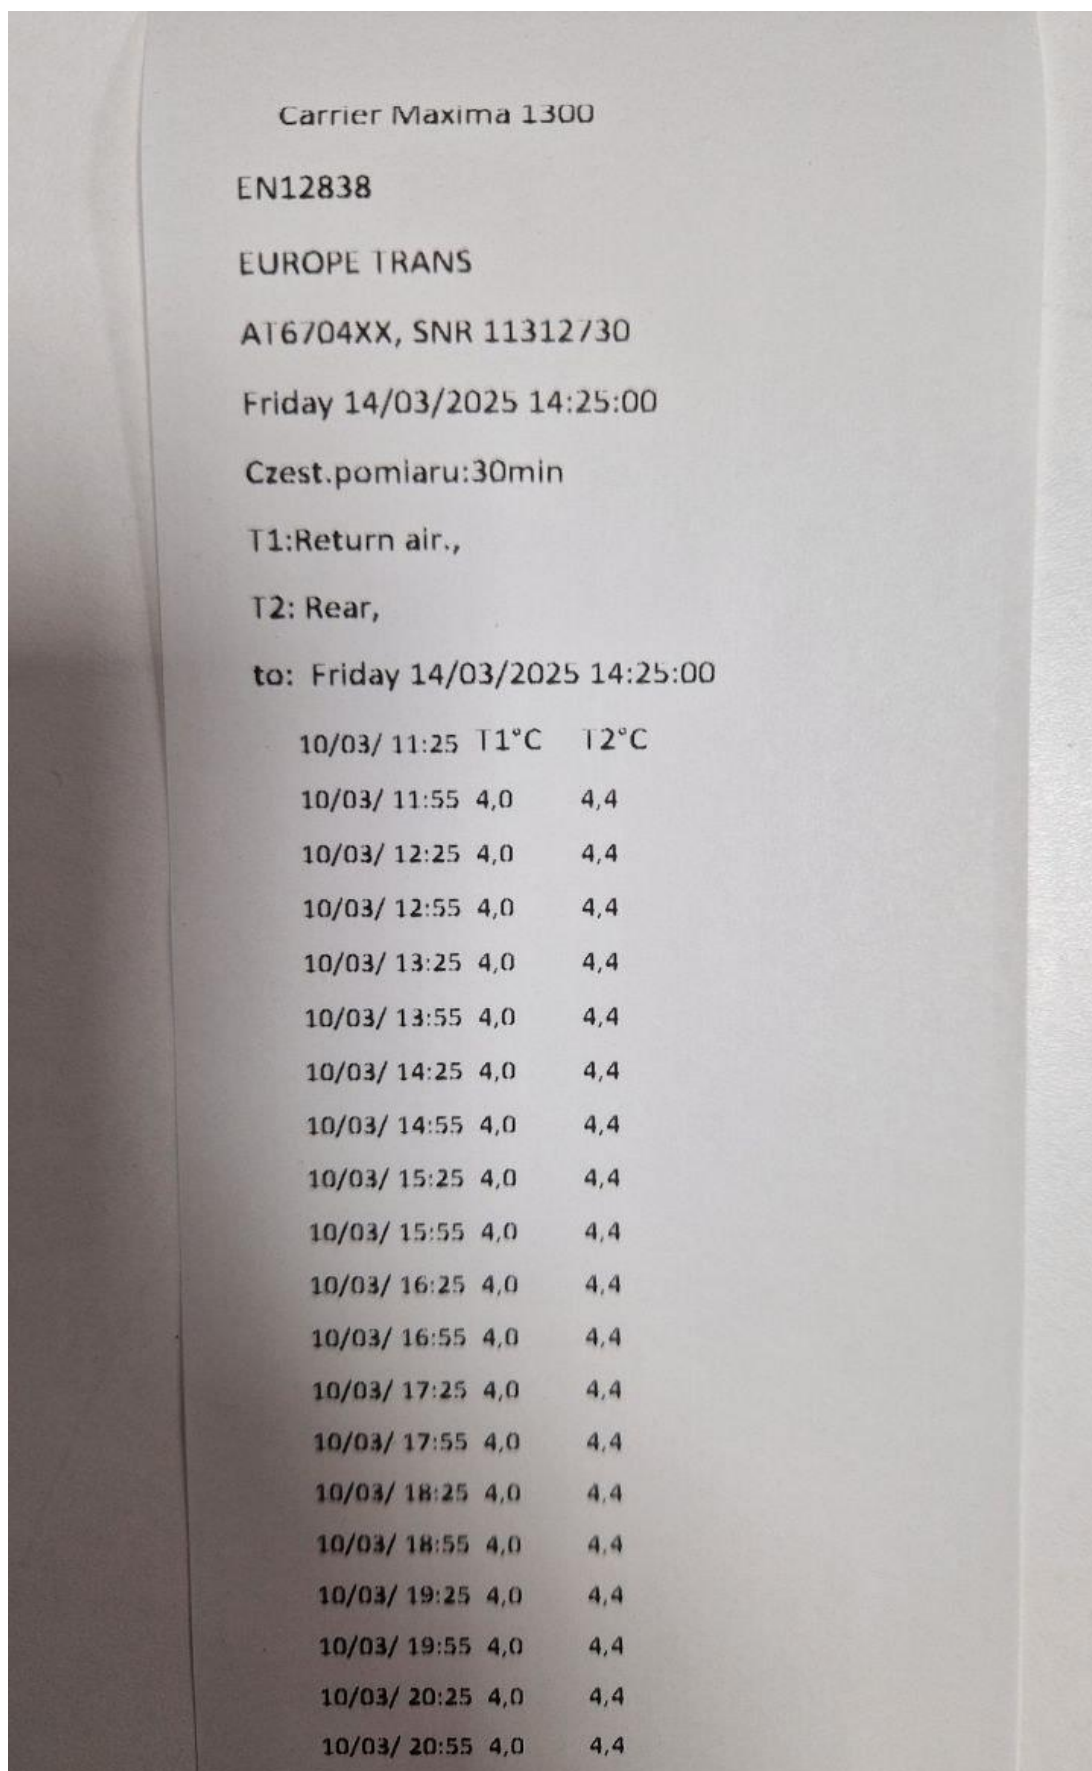 Carrier Maxima 1300
EN12838
EUROPE TRANS
AT6704XX, SNR 11312730
Friday 14/03/2025 14:25:00
Czest.pomiaru:30min
T1:Return air.,
T2: Rear,
to: Friday 14/03/2025 14:25:00
10/03/ 11:25 T1°C T2°C
10/03/ 11:55 4,0 4,4
10/03/ 12:25 4,0 4,4
10/03/ 12:55 4,0 4,4
10/03/ 13:25 4,0 4,4
10/03/ 13:55 4,0 4,4
10/03/ 14:25 4,0 4,4
10/03/ 14:55 4,0 4,4
10/03/ 15:25 4,0 4,4
10/03/ 15:55 4,0 4,4
10/03/ 16:25 4,0 4,4
10/03/ 16:55 4,0 4,4
10/03/ 17:25 4,0 4,4
10/03/ 17:55 4,0 4,4
10/03/ 18:25 4,0 4,4
10/03/ 18:55 4,0 4,4
10/03/ 19:25 4,0 4,4
10/03/ 19:55 4,0 4,4
10/03/ 20:25 4,0 4,4
10/03/ 20:55 4,0 4,4